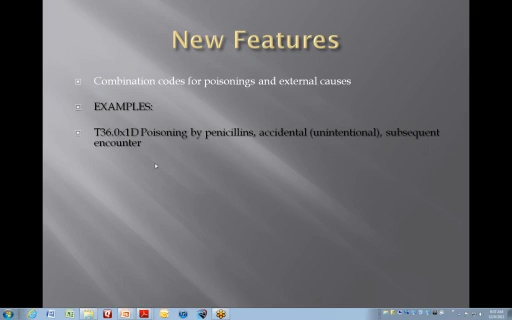 New Features
Combination codes for poisonings and external causes
EXAMPLES:
T36.0x1D Poisoning by penicillins, accidental (unintentional), subsequent
encounter